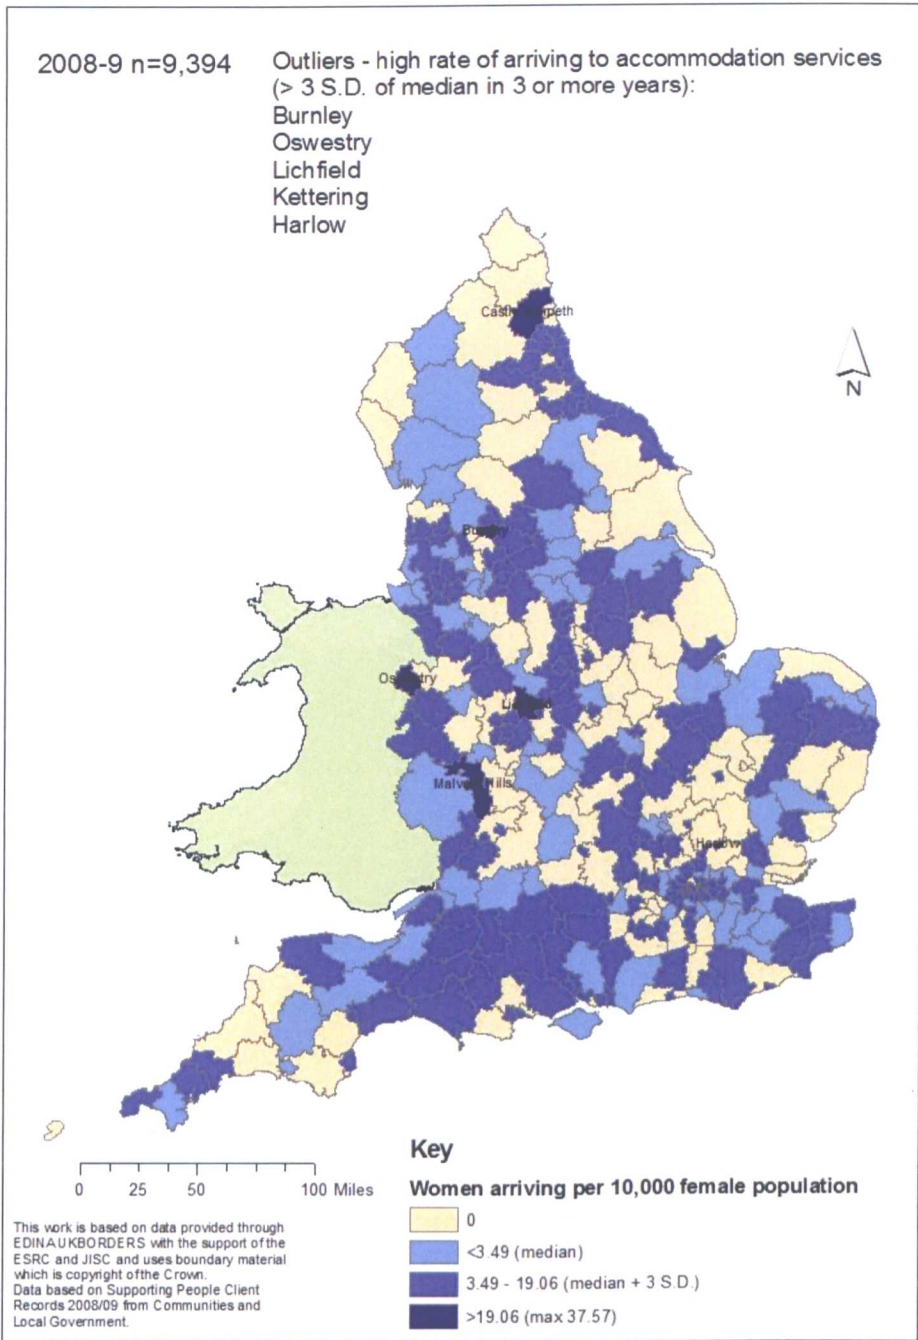 2008-9 n=9,394
Outliers - high rate of arriving to accommodation services
(> 3 S.D. of median in 3 or more years):
Burnley
Oswestry
Lichfield
Kettering
Harlow
N
Malvern Hills
Harlow
0 25 50 100 Miles
Key
Women arriving per 10,000 female population
0
<3.49 (median)
3.49 - 19.06 (median + 3 S.D.)
>19.06 (max 37.57)
This work is based on data provided through
EDINAUKBORDERS with the support of the
ESRC and JISC and uses boundary material
which is copyright of the Crown.
Data based on Supporting People Client
Records 2008/09 from Communities and
Local Government.